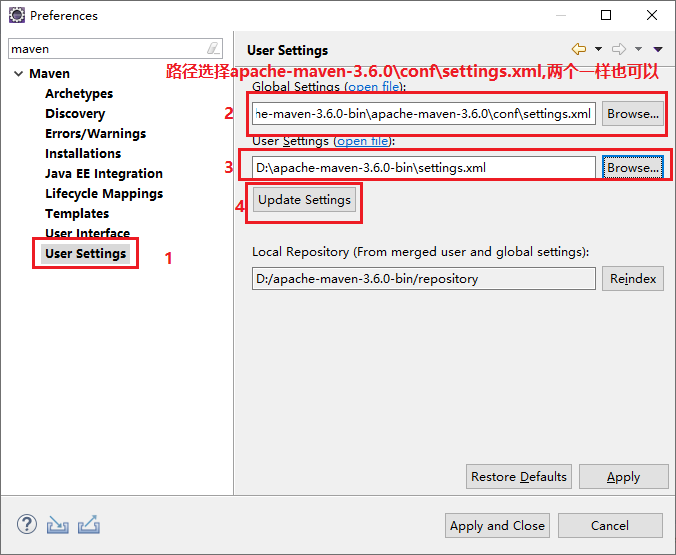 Preferences
maven
User Settings
Maven
路径选择apache-maven-3.6.0\conf\settings.xml,两个一样也可以
Archetypes
Global Settings (open file):
Discovery
2
he-maven-3.6.0-bin\apache-maven-3.6.0\conf\settings.xml
Browse...
Errors/Warnings
User Settings (open file):
Installations
3
D:\apache-maven-3.6.0-bin\settings.xml
Browse...
Java EE Integration
Lifecycle Mappings
4
Update Settings
Templates
User Interface
User Settings
1
Local Repository (From merged user and global settings):
D:/apache-maven-3.6.0-bin/repository
Reindex
Restore Defaults
Apply
?
Apply and Close
Cancel